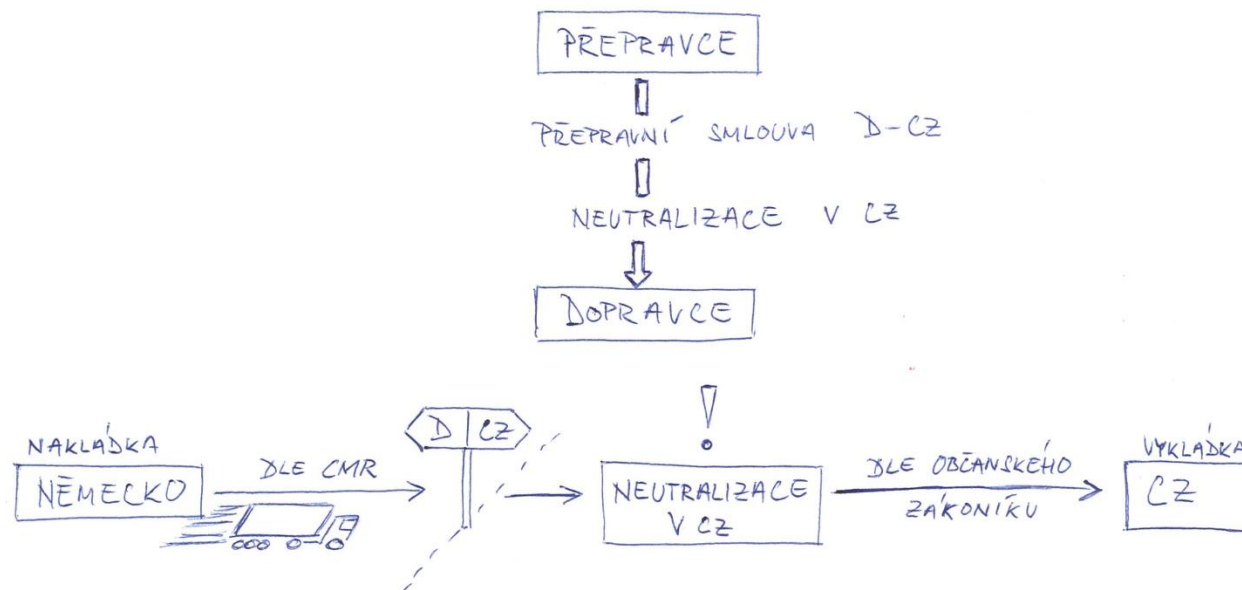 PŘEPRAVCE
PŘEPRAVNÍ SMLOUVA D-CZ
NEUTRALIZACE V CZ
DOPRAVCE
!
D CZ
NAKLÁDKA
NĚMECKO
DLE CMR
NEUTRALIZACE
V CZ
DLE OBČANSKÉHO
ZÁKONÍKU
VYKLÁDKA
CZ